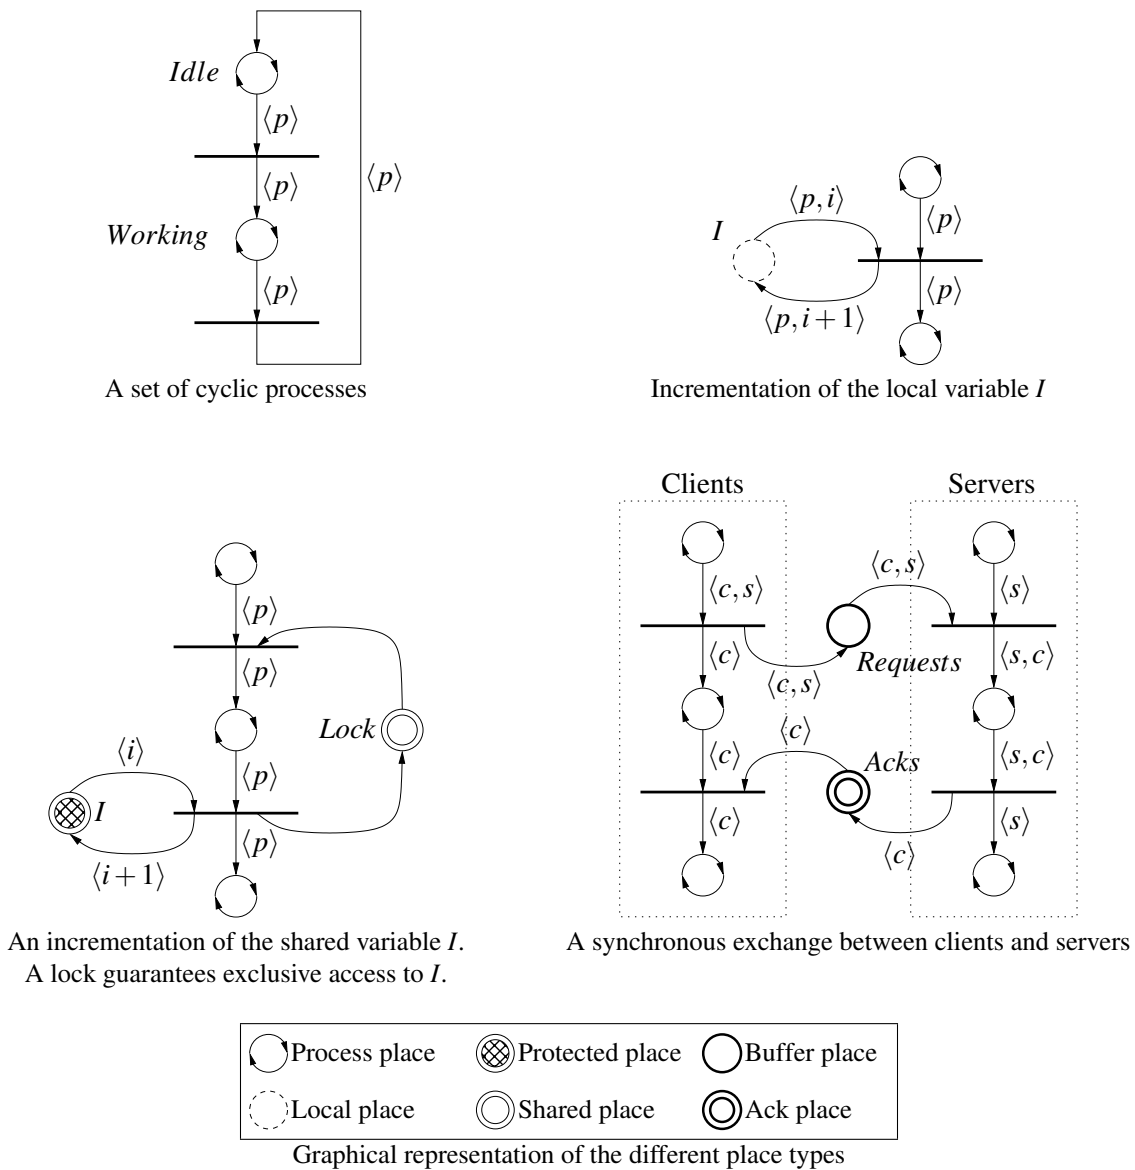 Idle
⟨p⟩
⟨p⟩
⟨p⟩
Working
⟨p⟩
A set of cyclic processes
⟨p, i⟩
I
⟨p⟩
⟨p⟩
⟨p, i + 1⟩
Incrementation of the local variable I
⟨p⟩
⟨p⟩
Lock
⟨i⟩
⟨p⟩
I
⟨p⟩
⟨i + 1⟩
An incrementation of the shared variable I.
A lock guarantees exclusive access to I.
Clients
Servers
⟨c, s⟩
⟨c, s⟩
⟨s⟩
⟨c⟩
Requests
⟨s, c⟩
⟨c, s⟩
⟨c⟩
⟨c⟩
Acks
⟨s, c⟩
⟨c⟩
⟨s⟩
⟨c⟩
A synchronous exchange between clients and servers
Process place
Protected place
Buffer place
Local place
Shared place
Ack place
Graphical representation of the different place types